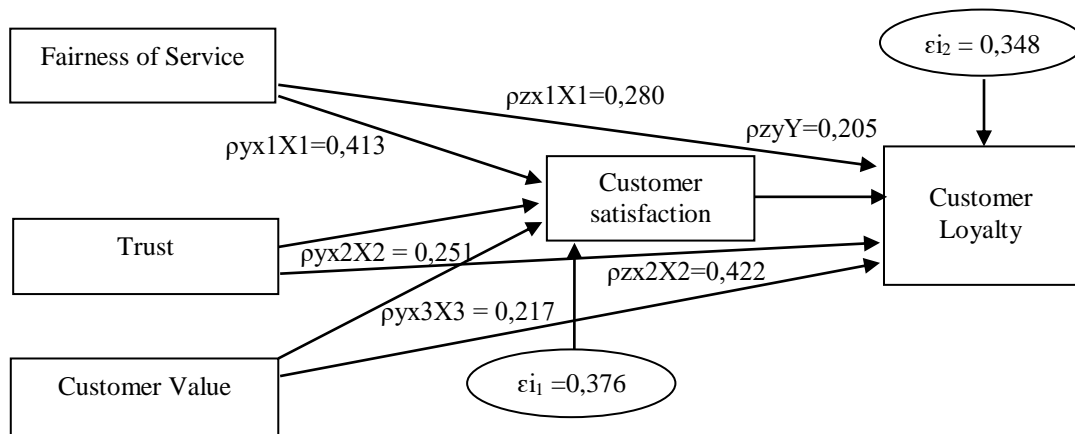 Fairness of Service
εi₂ = 0,348
ρzx1X1=0,280
ρzyY=0,205
ρyx1X1=0,413
Customer
satisfaction
Customer
Loyalty
Trust
ρyx2X2 = 0,251
ρzx2X2=0,422
ρyx3X3 = 0,217
Customer Value
εi₁ =0,376